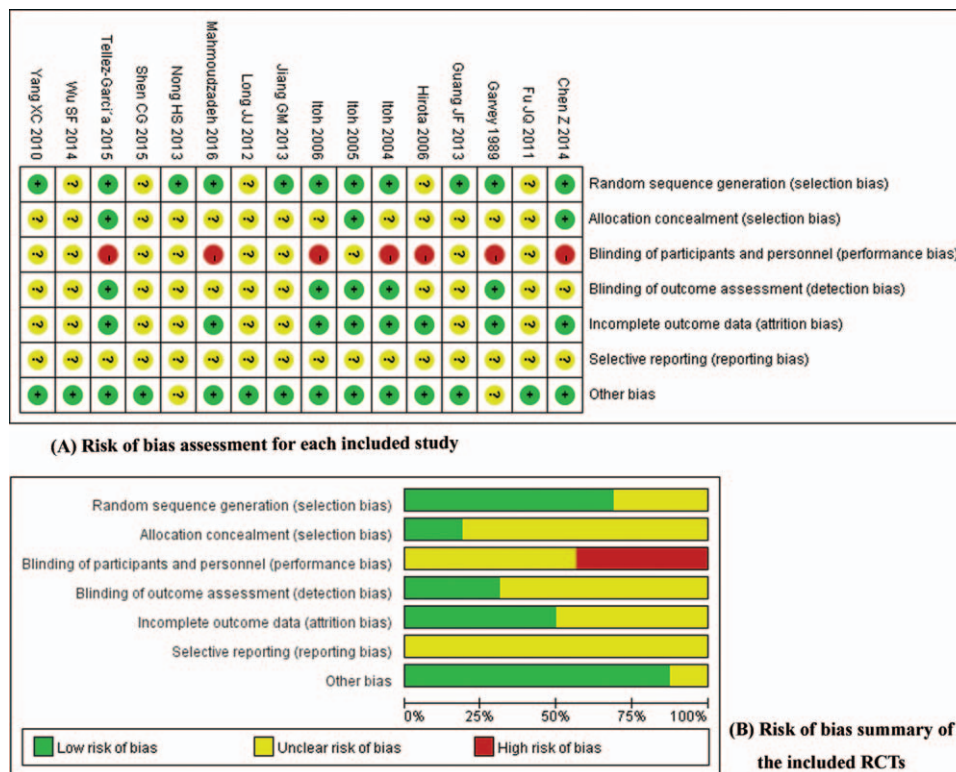 Yang XC 2010
Wu SF 2014
Tellez-Garci´a 2015
Shen CG 2015
Nong HS 2013
Mahmoudzadeh 2016
Long JJ 2012
Jiang GM 2013
Itoh 2006
Itoh 2005
Itoh 2004
Hirota 2006
Guang JF 2013
Garvey 1989
Fu JQ 2011
Chen Z 2014
+ ? + ? + + ? + + + + ? + + ? + Random sequence generation (selection bias)
? ? + ? ? ? ? ? ? + ? ? ? ? ? + Allocation concealment (selection bias)
? ? - ? ? - ? ? - ? - - ? - ? - Blinding of participants and personnel (performance bias)
? ? + ? ? ? ? ? + + + ? ? + ? ? Blinding of outcome assessment (detection bias)
? ? + ? ? + ? ? + + + + ? + ? + Incomplete outcome data (attrition bias)
? ? ? ? ? ? ? ? ? ? ? ? ? ? ? ? Selective reporting (reporting bias)
+ + + + ? + + + + + + + + ? + + Other bias
(A) Risk of bias assessment for each included study
Random sequence generation (selection bias)
Allocation concealment (selection bias)
Blinding of participants and personnel (performance bias)
Blinding of outcome assessment (detection bias)
Incomplete outcome data (attrition bias)
Selective reporting (reporting bias)
Other bias
0% 25% 50% 75% 100%
Low risk of bias Unclear risk of bias High risk of bias
(B) Risk of bias summary of
the included RCTs